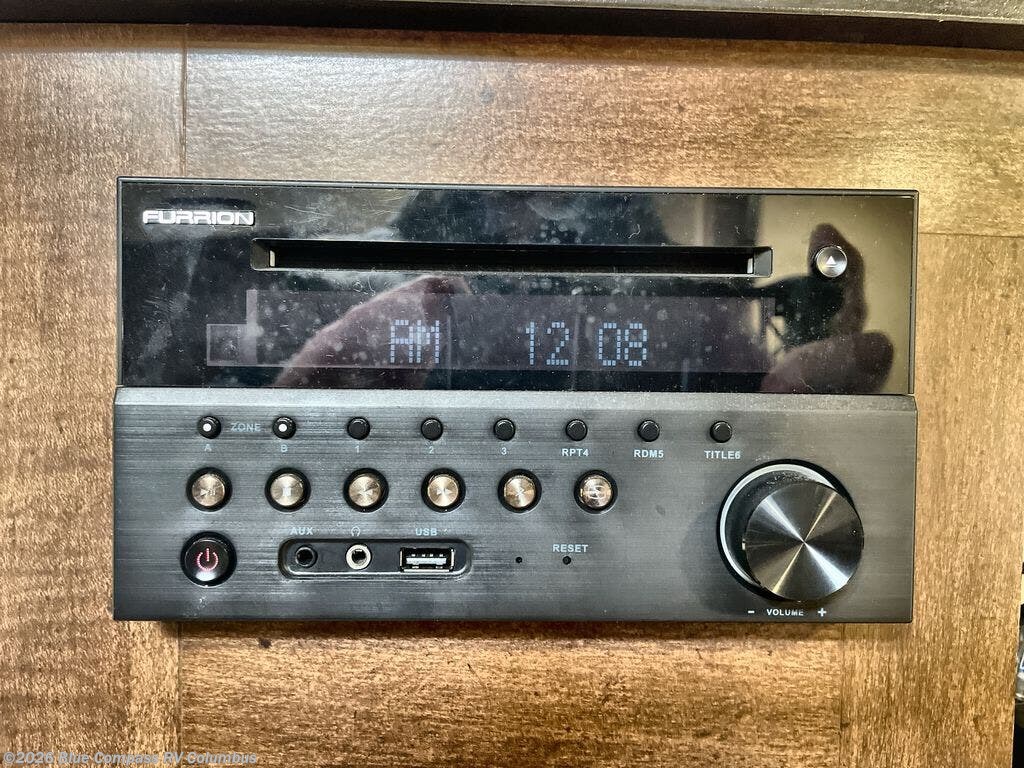 FURRION
AM 12 08
ZONE
A B 1 2 3 RPT4 RDM5 TITLE6
AUX USB
RESET
- VOLUME +
©2026 Blue Compass RV Columbus